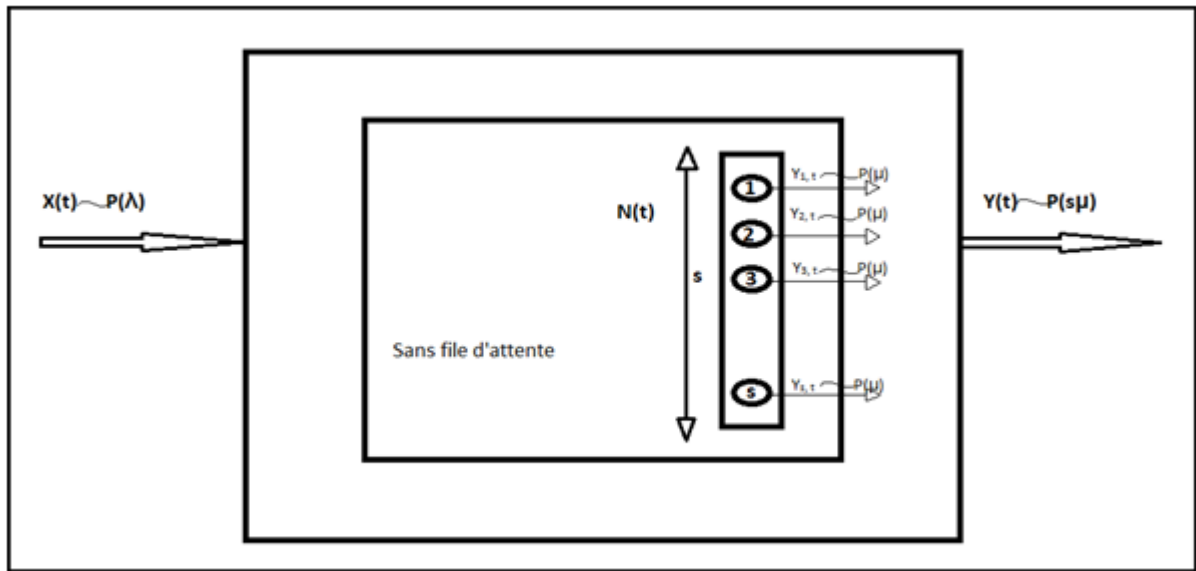 X(t)~P(λ)
N(t)
s
Sans file d'attente
1
Y₁, t ~P(µ)
2
Y₂, t ~P(µ)
3
Y₃, t ~P(µ)
s
Yₛ, t ~P(µ)
Y(t)~P(sµ)